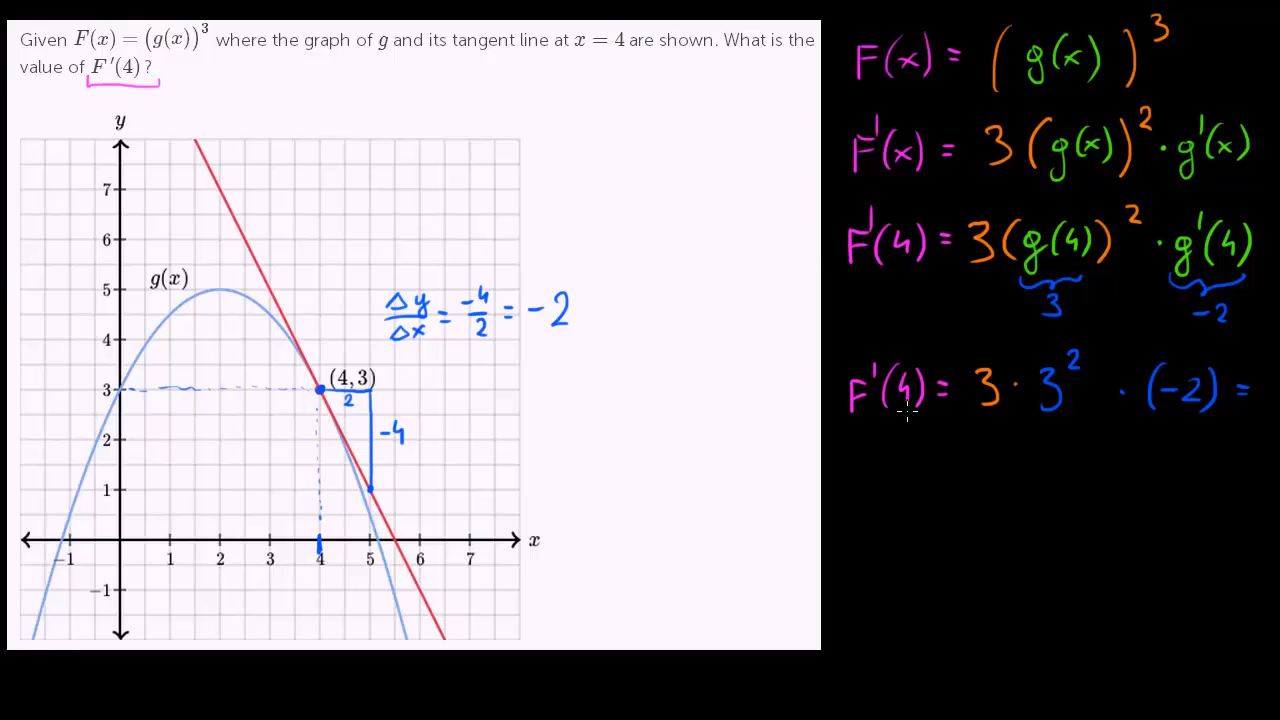 Given F(x) = (g(x))³ where the graph of g and its tangent line at x = 4 are shown. What is the
value of F′(4) ?
F(x) = ( g(x) )³
F'(x) = 3 (g(x))² · g'(x)
F'(4) = 3(g(4))² · g'(4)
3
-2
F'(4) = 3 · 3² · (-2) =
y
7
6
5
4
3
2
1
−1
g(x)
Δy/Δx = -4/2 = -2
(4, 3)
2
-4
−1 1 2 3 4 5 6 7 x